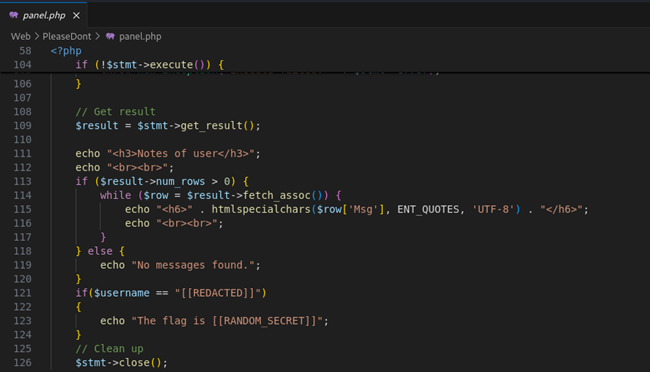 panel.php
Web > PleaseDont > panel.php
58 <?php
104 if (!$stmt->execute()) {
106 }
107
108 // Get result
109 $result = $stmt->get_result();
110
111 echo "<h3>Notes of user</h3>";
112 echo "<br><br>";
113 if ($result->num_rows > 0) {
114 while ($row = $result->fetch_assoc()) {
115 echo "<h6>" . htmlspecialchars($row['Msg'], ENT_QUOTES, 'UTF-8') . "</h6>";
116 echo "<br><br>";
117 }
118 } else {
119 echo "No messages found.";
120 }
121 if($username == "[[REDACTED]]")
122 {
123 echo "The flag is [[RANDOM_SECRET]]";
124 }
125 // Clean up
126 $stmt->close();